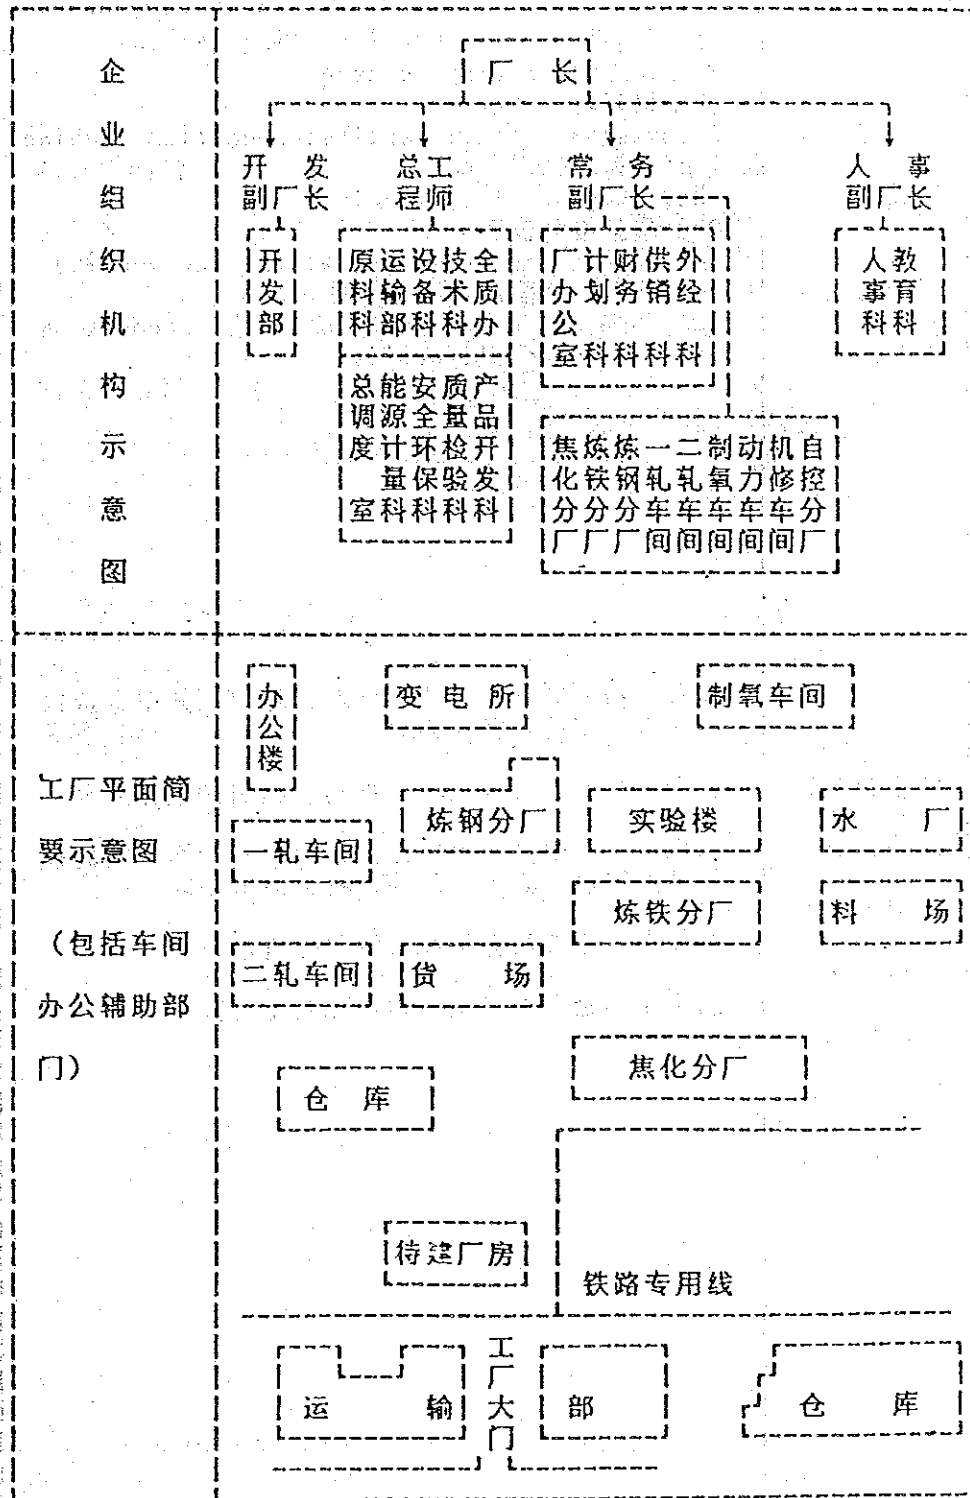 企业组织机构示意图
厂长
开发副厂长
总工程师
常务副厂长
人事副厂长
开发部
原料科
运输部
设备科
技术科
全质办
总调度室
能源计量科
安全环保科
质量检验科
产品开发科
厂办公室
计划科
财务科
供销科
外经科
焦化分厂
炼铁分厂
炼钢分厂
一轧车间
二轧车间
制氧车间
动力车间
机修车间
自控分厂
人事科
教育科
工厂平面简
要示意图
（包括车间
办公辅助部
门）
办公楼
变电所
制氧车间
炼钢分厂
实验楼
水厂
一轧车间
炼铁分厂
料场
二轧车间
货场
焦化分厂
仓库
待建厂房
铁路专用线
运输
工厂大门
部
仓库